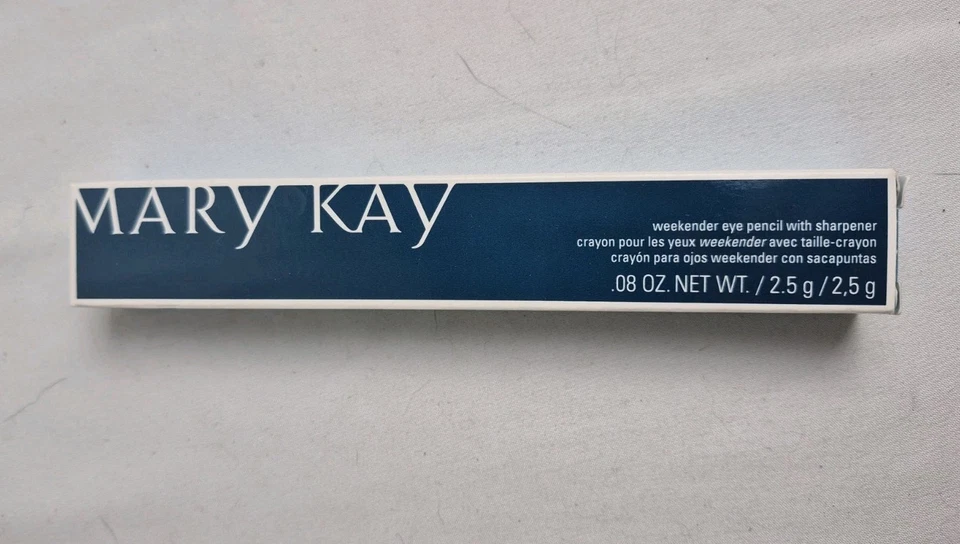 MARY KAY
weekender eye pencil with sharpener
crayon pour les yeux weekender avec taille-crayon
crayón para ojos weekender con sacapuntas
.08 OZ. NET WT. / 2.5 g / 2,5 g